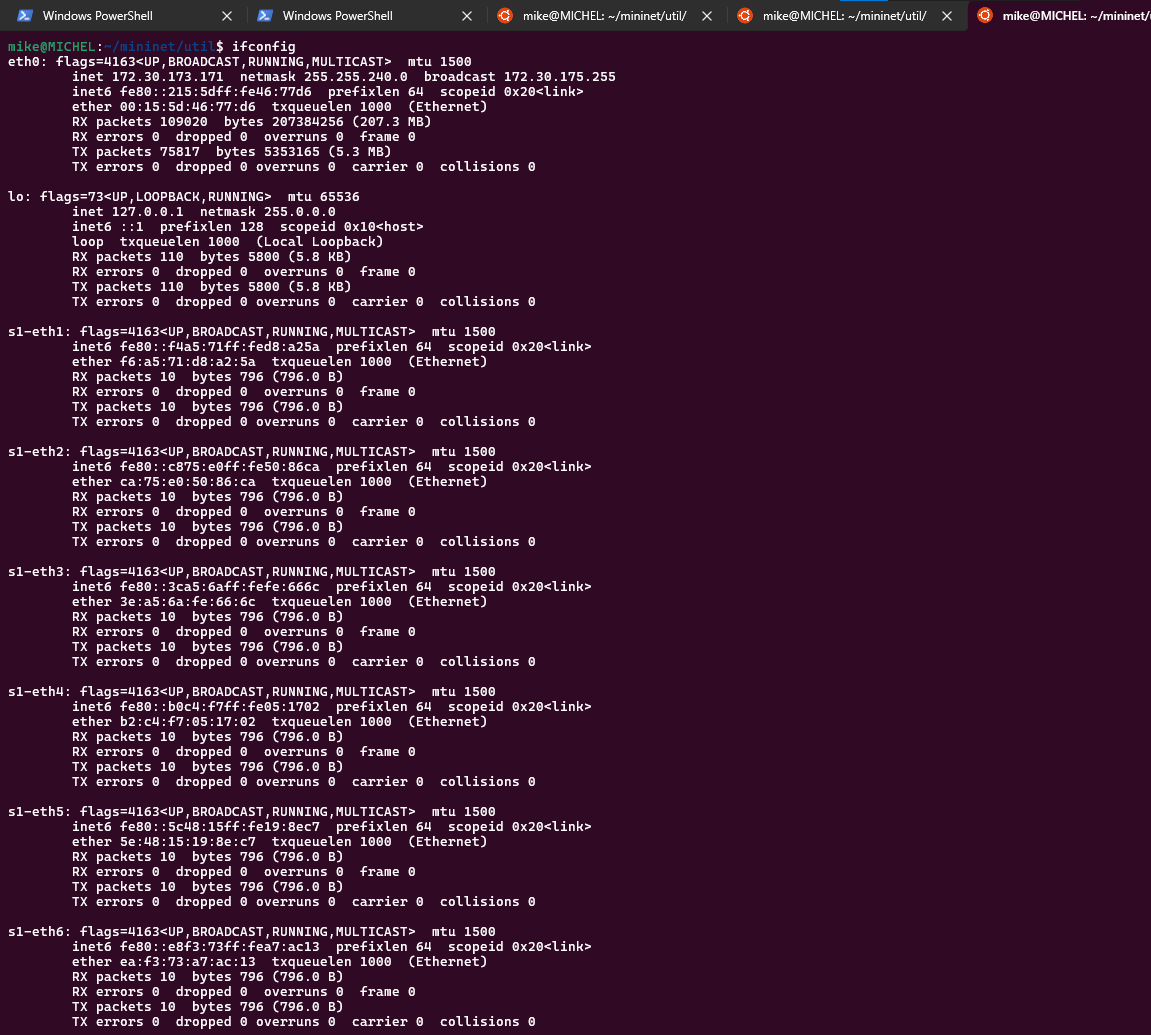 Windows PowerShell
Windows PowerShell
mike@MICHEL: ~/mininet/util/
mike@MICHEL: ~/mininet/util/
mike@MICHEL: ~/mininet/
mike@MICHEL:~/mininet/util$ ifconfig
eth0: flags=4163<UP,BROADCAST,RUNNING,MULTICAST>  mtu 1500
        inet 172.30.173.171  netmask 255.255.240.0  broadcast 172.30.175.255
        inet6 fe80::215:5dff:fe46:77d6  prefixlen 64  scopeid 0x20<link>
        ether 00:15:5d:46:77:d6  txqueuelen 1000  (Ethernet)
        RX packets 109020  bytes 207384256 (207.3 MB)
        RX errors 0  dropped 0  overruns 0  frame 0
        TX packets 75817  bytes 5353165 (5.3 MB)
        TX errors 0  dropped 0 overruns 0  carrier 0  collisions 0
lo: flags=73<UP,LOOPBACK,RUNNING>  mtu 65536
        inet 127.0.0.1  netmask 255.0.0.0
        inet6 ::1  prefixlen 128  scopeid 0x10<host>
        loop  txqueuelen 1000  (Local Loopback)
        RX packets 110  bytes 5800 (5.8 KB)
        RX errors 0  dropped 0  overruns 0  frame 0
        TX packets 110  bytes 5800 (5.8 KB)
        TX errors 0  dropped 0 overruns 0  carrier 0  collisions 0
s1-eth1: flags=4163<UP,BROADCAST,RUNNING,MULTICAST>  mtu 1500
        inet6 fe80::f4a5:71ff:fed8:a25a  prefixlen 64  scopeid 0x20<link>
        ether f6:a5:71:d8:a2:5a  txqueuelen 1000  (Ethernet)
        RX packets 10  bytes 796 (796.0 B)
        RX errors 0  dropped 0  overruns 0  frame 0
        TX packets 10  bytes 796 (796.0 B)
        TX errors 0  dropped 0 overruns 0  carrier 0  collisions 0
s1-eth2: flags=4163<UP,BROADCAST,RUNNING,MULTICAST>  mtu 1500
        inet6 fe80::c875:e0ff:fe50:86ca  prefixlen 64  scopeid 0x20<link>
        ether ca:75:e0:50:86:ca  txqueuelen 1000  (Ethernet)
        RX packets 10  bytes 796 (796.0 B)
        RX errors 0  dropped 0  overruns 0  frame 0
        TX packets 10  bytes 796 (796.0 B)
        TX errors 0  dropped 0 overruns 0  carrier 0  collisions 0
s1-eth3: flags=4163<UP,BROADCAST,RUNNING,MULTICAST>  mtu 1500
        inet6 fe80::3ca5:6aff:fefe:666c  prefixlen 64  scopeid 0x20<link>
        ether 3e:a5:6a:fe:66:6c  txqueuelen 1000  (Ethernet)
        RX packets 10  bytes 796 (796.0 B)
        RX errors 0  dropped 0  overruns 0  frame 0
        TX packets 10  bytes 796 (796.0 B)
        TX errors 0  dropped 0 overruns 0  carrier 0  collisions 0
s1-eth4: flags=4163<UP,BROADCAST,RUNNING,MULTICAST>  mtu 1500
        inet6 fe80::b0c4:f7ff:fe05:1702  prefixlen 64  scopeid 0x20<link>
        ether b2:c4:f7:05:17:02  txqueuelen 1000  (Ethernet)
        RX packets 10  bytes 796 (796.0 B)
        RX errors 0  dropped 0  overruns 0  frame 0
        TX packets 10  bytes 796 (796.0 B)
        TX errors 0  dropped 0 overruns 0  carrier 0  collisions 0
s1-eth5: flags=4163<UP,BROADCAST,RUNNING,MULTICAST>  mtu 1500
        inet6 fe80::5c48:15ff:fe19:8ec7  prefixlen 64  scopeid 0x20<link>
        ether 5e:48:15:19:8e:c7  txqueuelen 1000  (Ethernet)
        RX packets 10  bytes 796 (796.0 B)
        RX errors 0  dropped 0  overruns 0  frame 0
        TX packets 10  bytes 796 (796.0 B)
        TX errors 0  dropped 0 overruns 0  carrier 0  collisions 0
s1-eth6: flags=4163<UP,BROADCAST,RUNNING,MULTICAST>  mtu 1500
        inet6 fe80::e8f3:73ff:fea7:ac13  prefixlen 64  scopeid 0x20<link>
        ether ea:f3:73:a7:ac:13  txqueuelen 1000  (Ethernet)
        RX packets 10  bytes 796 (796.0 B)
        RX errors 0  dropped 0  overruns 0  frame 0
        TX packets 10  bytes 796 (796.0 B)
        TX errors 0  dropped 0 overruns 0  carrier 0  collisions 0